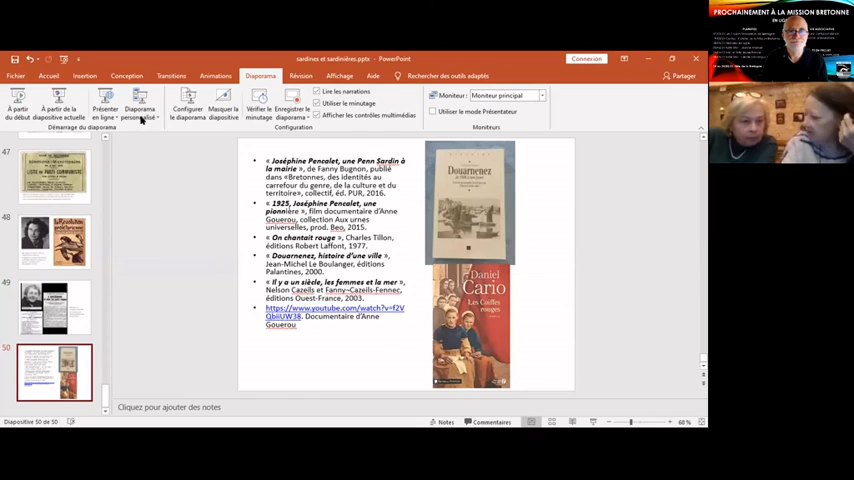 PROCHAINEMENT À LA MISSION BRETONNE
EN LIGNE
sardines et sardinières.pptx - PowerPoint
Connexion
Fichier Accueil Insertion Conception Transitions Animations Diaporama Révision Affichage Aide Rechercher des outils adaptés Partager
À partir du début
À partir de la diapositive actuelle
Présenter en ligne
Diaporama personnalisé
Configurer le diaporama
Masquer la diapositive
Vérifier le minutage
Enregistrer le diaporama
Lire les narrations
Utiliser le minutage
Afficher les contrôles multimédias
Moniteur : Moniteur principal
Utiliser le mode Présentateur
Démarrage du diaporama Configuration Moniteurs
47
LISTE DU PARTI COMMUNISTE
48
49
50
• « Joséphine Pencalet, une Penn Sardin à
la mairie », de Fanny Bugnon, publié
dans «Bretonnes, des identités au
carrefour du genre, de la culture et du
territoire», collectif, éd. PUR, 2016.
• « 1925, Joséphine Pencalet, une
pionnière », film documentaire d'Anne
Gouerou, collection Aux urnes
universelles, prod. Beo, 2015.
• « On chantait rouge », Charles Tillon,
éditions Robert Laffont, 1977.
• « Douarnenez, histoire d'une ville »,
Jean-Michel Le Boulanger, éditions
Palantines, 2000.
• « Il y a un siècle, les femmes et la mer »,
Nelson Cazeils et Fanny-Cazeils-Fennec,
éditions Ouest-France, 2003.
• https://www.youtube.com/watch?v=f2V
QbiiUW38. Documentaire d'Anne
Gouerou
Douarnenez
Daniel
Cario
Les Coiffes
rouges
Cliquez pour ajouter des notes
Diapositive 50 de 50 Notes Commentaires 68 %